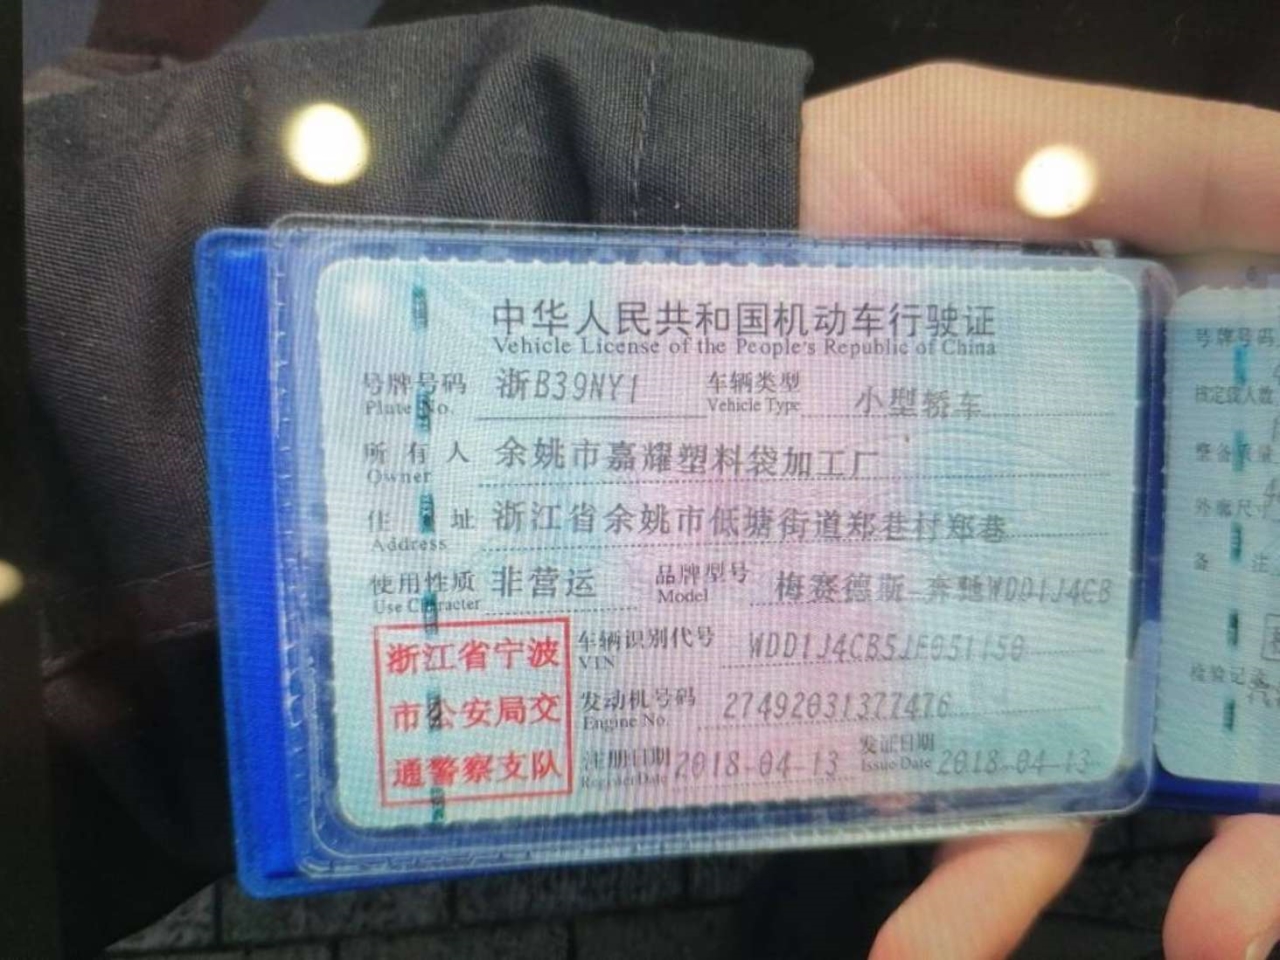 中华人民共和国机动车行驶证
Vehicle License of the People's Republic of China
号牌号码 浙B39NY1 车辆类型 小型轿车
Plate No. Vehicle Type
所有人 余姚市嘉耀塑料袋加工厂
Owner
住址 浙江省余姚市低塘街道郑巷村郑巷
Address
使用性质 非营运 品牌型号 梅赛德斯-奔驰WDD1J4CB
Use Character Model
浙江省宁波
市公安局交
通警察支队
车辆识别代号 WDD1J4CB5JF051150
VIN
发动机号码 27492031377476
Engine No.
注册日期 2018-04-13 发证日期 2018-04-13
Register Date Issue Date
号牌号码
核定载人数
整备质量
外廓尺寸
备注
检验记录